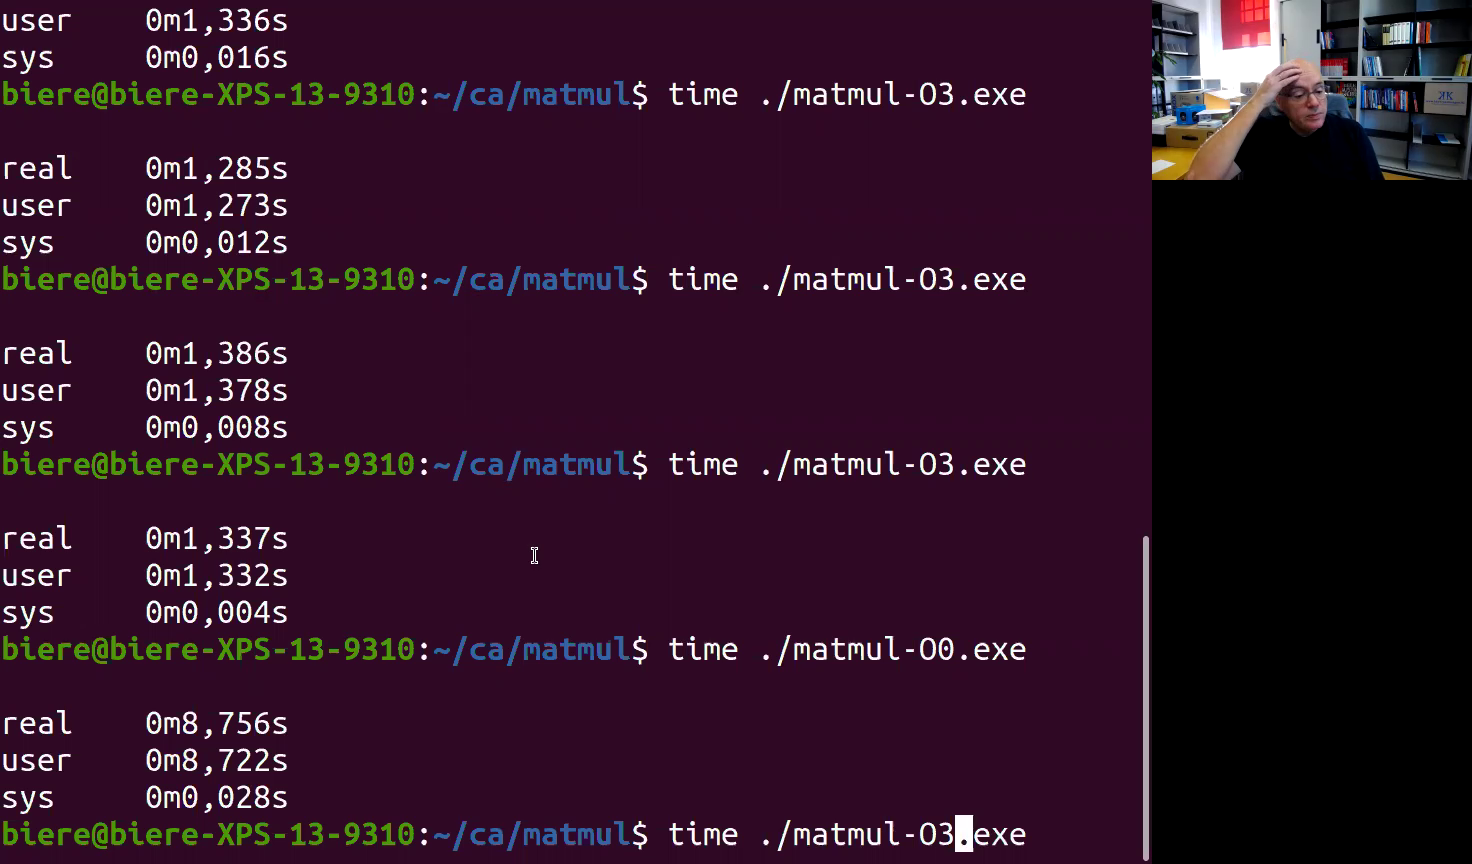 user 0m1,336s
sys 0m0,016s
biere@biere-XPS-13-9310:~/ca/matmul$ time ./matmul-O3.exe
real 0m1,285s
user 0m1,273s
sys 0m0,012s
biere@biere-XPS-13-9310:~/ca/matmul$ time ./matmul-O3.exe
real 0m1,386s
user 0m1,378s
sys 0m0,008s
biere@biere-XPS-13-9310:~/ca/matmul$ time ./matmul-O3.exe
real 0m1,337s
user 0m1,332s
sys 0m0,004s
biere@biere-XPS-13-9310:~/ca/matmul$ time ./matmul-O0.exe
real 0m8,756s
user 0m8,722s
sys 0m0,028s
biere@biere-XPS-13-9310:~/ca/matmul$ time ./matmul-O3.exe